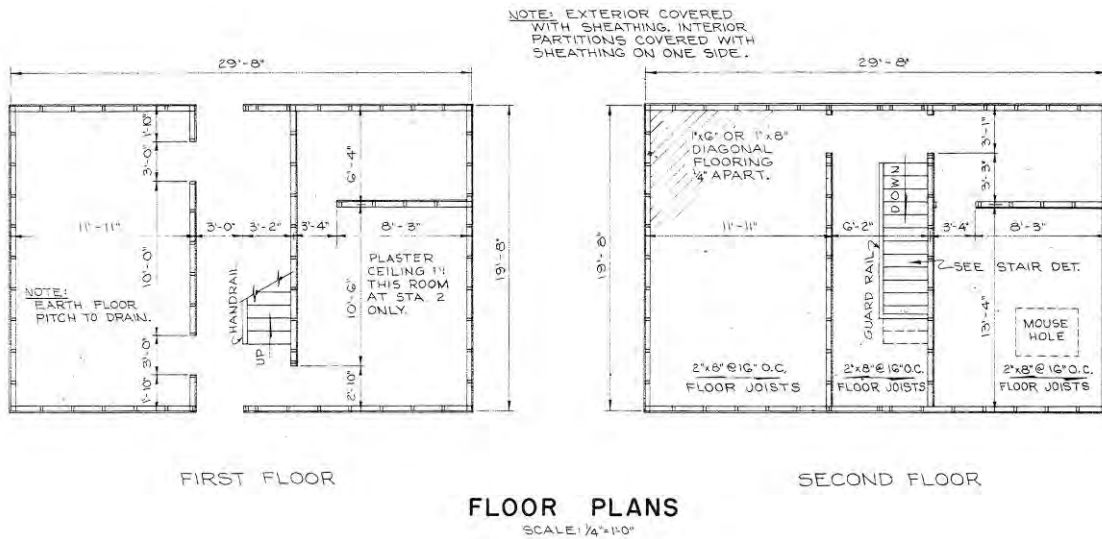 NOTE: EXTERIOR COVERED
WITH SHEATHING. INTERIOR
PARTITIONS COVERED WITH
SHEATHING ON ONE SIDE.
29'-8"
29'-8"
1'-10"
3'-0"
10'-0"
3'-0"
1'-10"
11'-11"
3'-0"
3'-2"
3'-4"
8'-3"
6'-4"
10'-6"
2'-10"
19'-8"
NOTE:
EARTH FLOOR
PITCH TO DRAIN.
HANDRAIL
UP
PLASTER
CEILING IN
THIS ROOM
AT STA. 2
ONLY.
19'-8"
1"x6" OR 1"x8"
DIAGONAL
FLOORING
1/4" APART.
DOWN
3'-1"
3'-3"
11'-11"
6'-2"
3'-4"
8'-3"
GUARD RAIL
SEE STAIR DET.
13'-4"
MOUSE
HOLE
2"x8"@16"O.C.
FLOOR JOISTS
2"x8"@16"O.C.
FLOOR JOISTS
2"x8"@16"O.C.
FLOOR JOISTS
FIRST FLOOR
SECOND FLOOR
FLOOR PLANS
SCALE: 1/4"=1'-0"